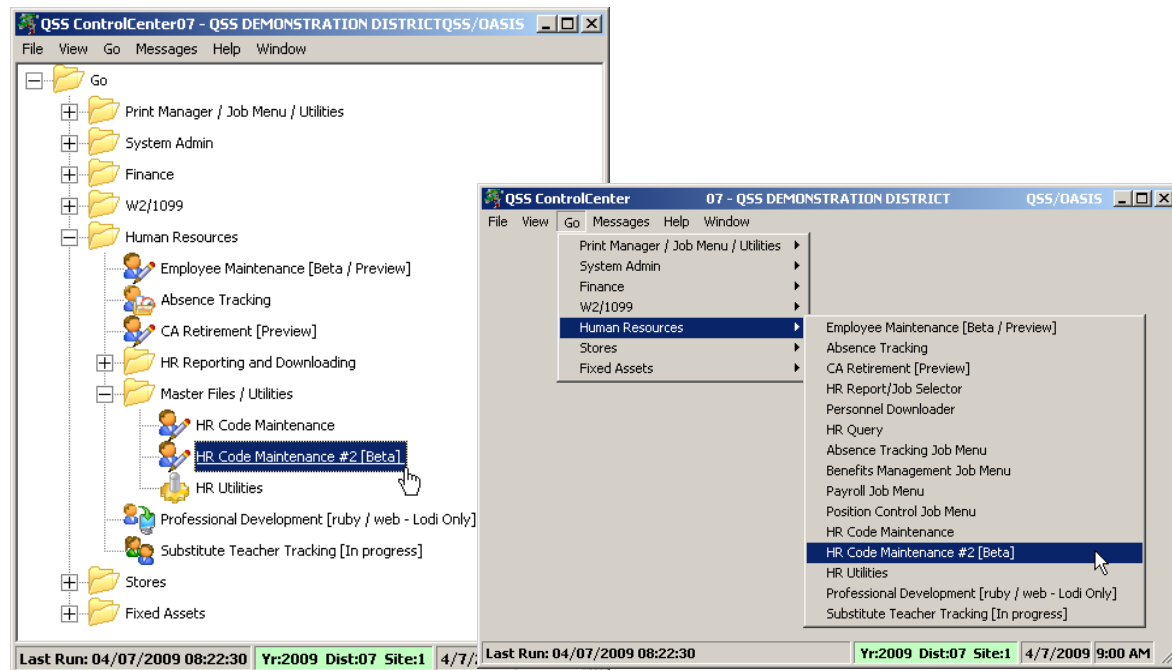 QSS ControlCenter07 - QSS DEMONSTRATION DISTRICTQSS/OASIS
File View Go Messages Help Window
Go
Print Manager / Job Menu / Utilities
System Admin
Finance
W2/1099
Human Resources
Employee Maintenance [Beta / Preview]
Absence Tracking
CA Retirement [Preview]
HR Reporting and Downloading
Master Files / Utilities
HR Code Maintenance
HR Code Maintenance #2 [Beta]
HR Utilities
Professional Development [ruby / web - Lodi Only]
Substitute Teacher Tracking [In progress]
Stores
Fixed Assets
Last Run: 04/07/2009 08:22:30 Yr:2009 Dist:07 Site:1 4/7/
QSS ControlCenter 07 - QSS DEMONSTRATION DISTRICT QSS/OASIS
File View Go Messages Help Window
Print Manager / Job Menu / Utilities
System Admin
Finance
W2/1099
Human Resources
Stores
Fixed Assets
Employee Maintenance [Beta / Preview]
Absence Tracking
CA Retirement [Preview]
HR Report/Job Selector
Personnel Downloader
HR Query
Absence Tracking Job Menu
Benefits Management Job Menu
Payroll Job Menu
Position Control Job Menu
HR Code Maintenance
HR Code Maintenance #2 [Beta]
HR Utilities
Professional Development [ruby / web - Lodi Only]
Substitute Teacher Tracking [In progress]
Last Run: 04/07/2009 08:22:30 Yr:2009 Dist:07 Site:1 4/7/2009 9:00 AM